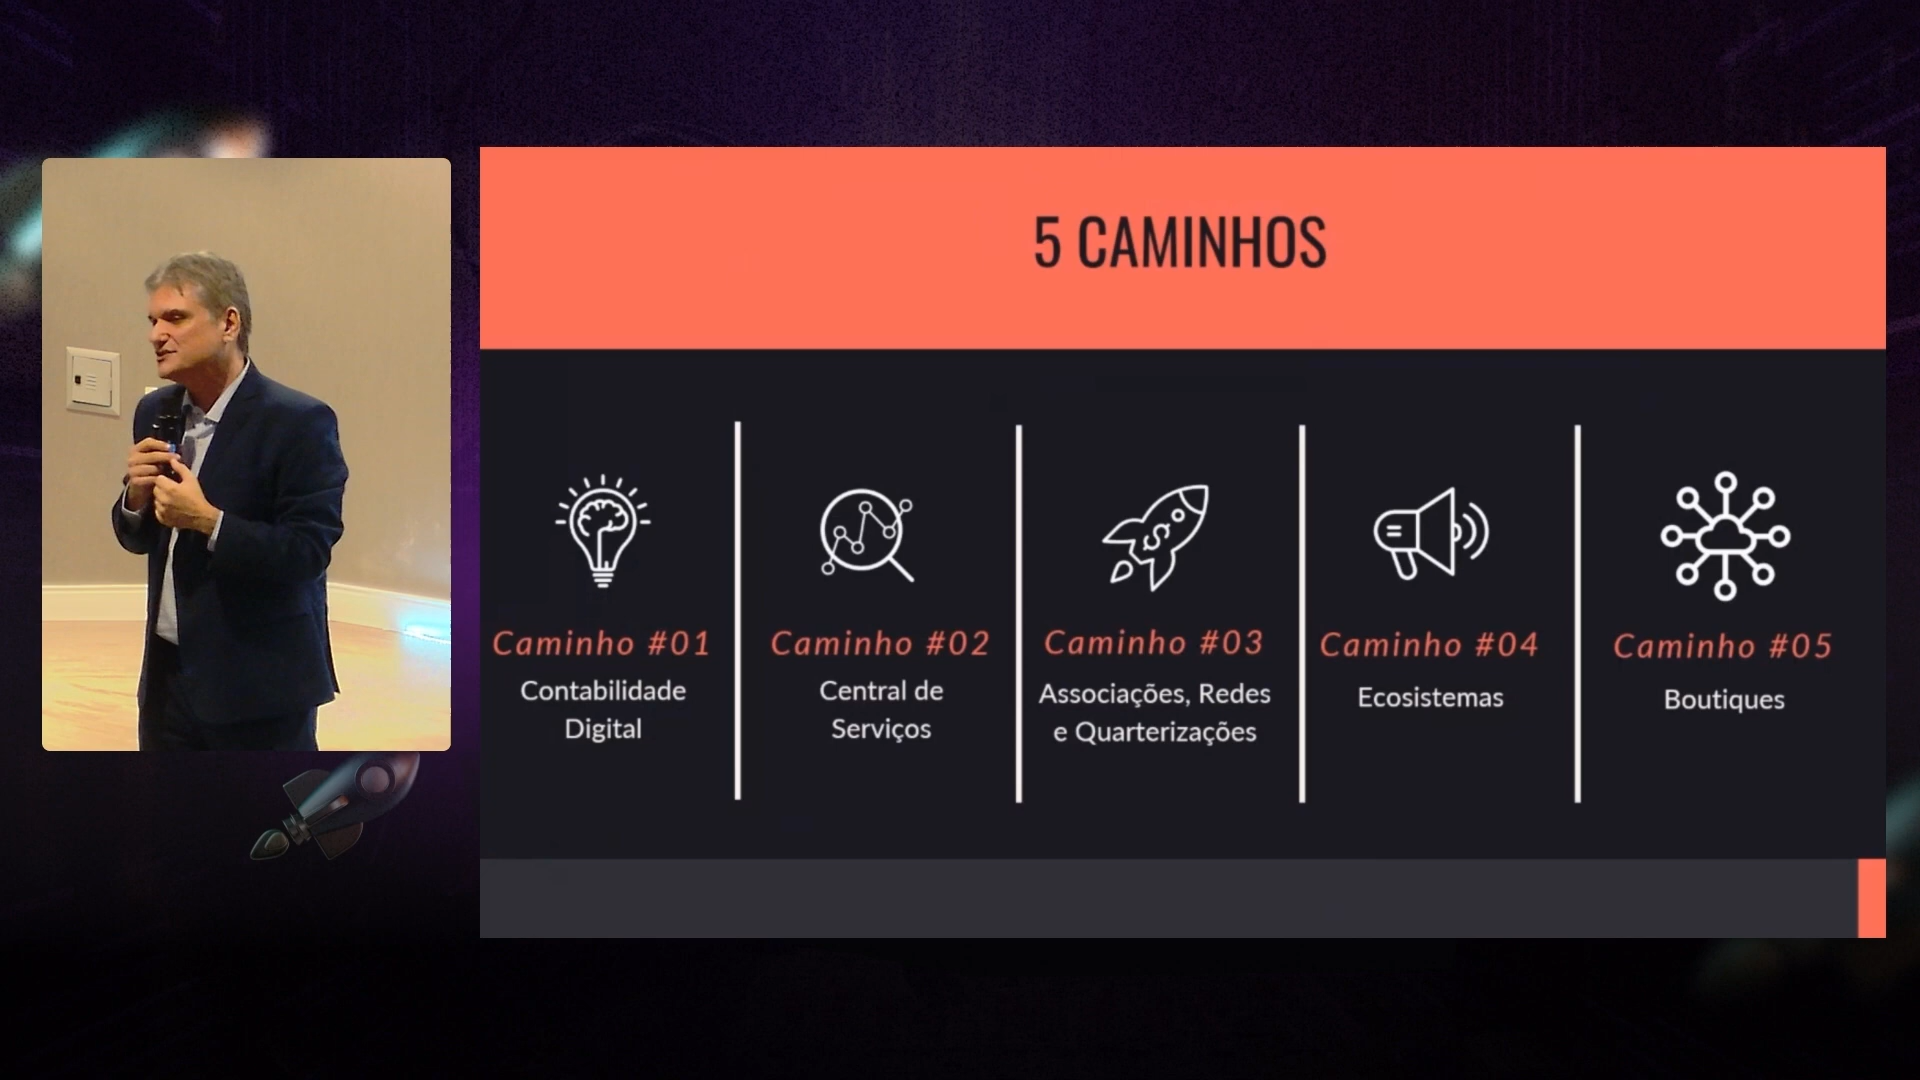 5 CAMINHOS
Caminho #01
Contabilidade
Digital
Caminho #02
Central de
Serviços
Caminho #03
Associações, Redes
e Quarterizações
Caminho #04
Ecosistemas
Caminho #05
Boutiques